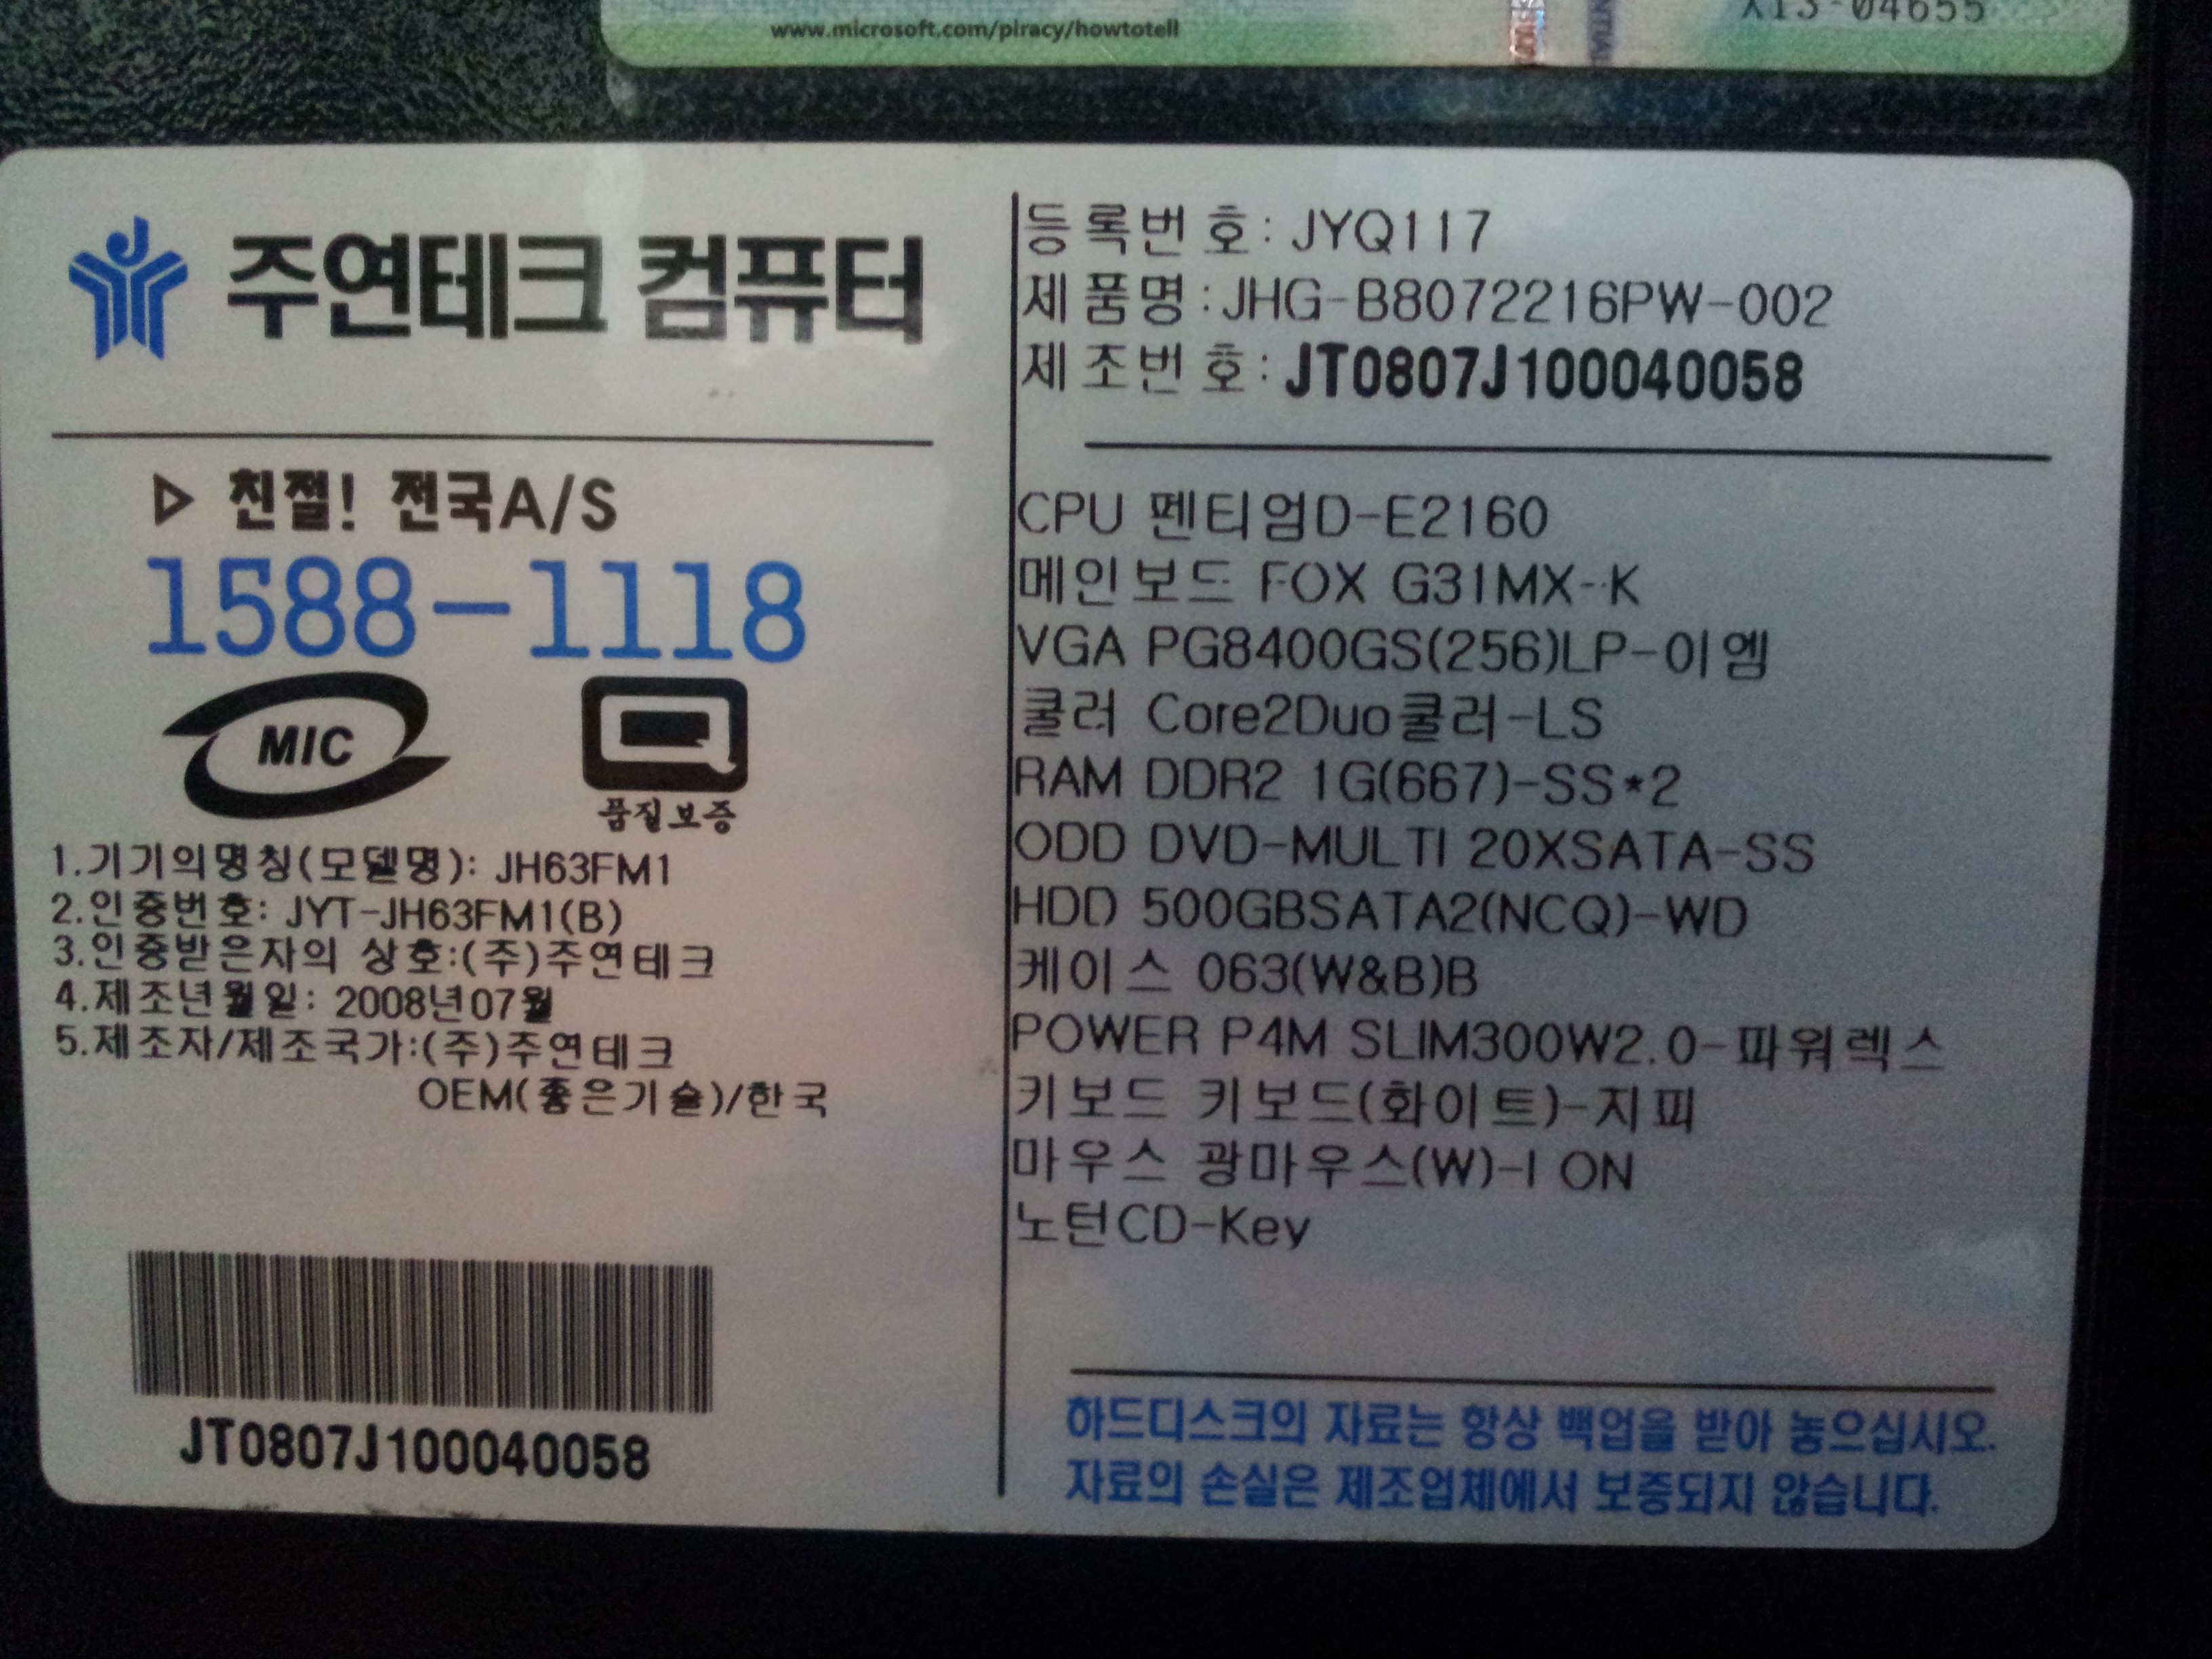 www.microsoft.com/piracy/howtotell
X13-04655
주연테크 컴퓨터
▷ 친절! 전국A/S
1588-1118
MIC
품질보증
1.기기의명칭(모델명): JH63FM1
2.인증번호: JYT-JH63FM1(B)
3.인증받은자의 상호:(주)주연테크
4.제조년월일: 2008년07월
5.제조자/제조국가:(주)주연테크
OEM(좋은기술)/한국
JT0807J100040058
등록번호: JYQ117
제품명:JHG-B8072216PW-002
제조번호: JT0807J100040058
CPU 펜티엄D-E2160
메인보드 FOX G31MX-K
VGA PG8400GS(256)LP-이엠
쿨러 Core2Duo쿨러-LS
RAM DDR2 1G(667)-SS*2
ODD DVD-MULTI 20XSATA-SS
HDD 500GBSATA2(NCQ)-WD
케이스 063(W&B)B
POWER P4M SLIM300W2.0-파워렉스
키보드 키보드(화이트)-지피
마우스 광마우스(W)-I ON
노턴CD-Key
하드디스크의 자료는 항상 백업을 받아 놓으십시오.
자료의 손실은 제조업체에서 보증되지 않습니다.